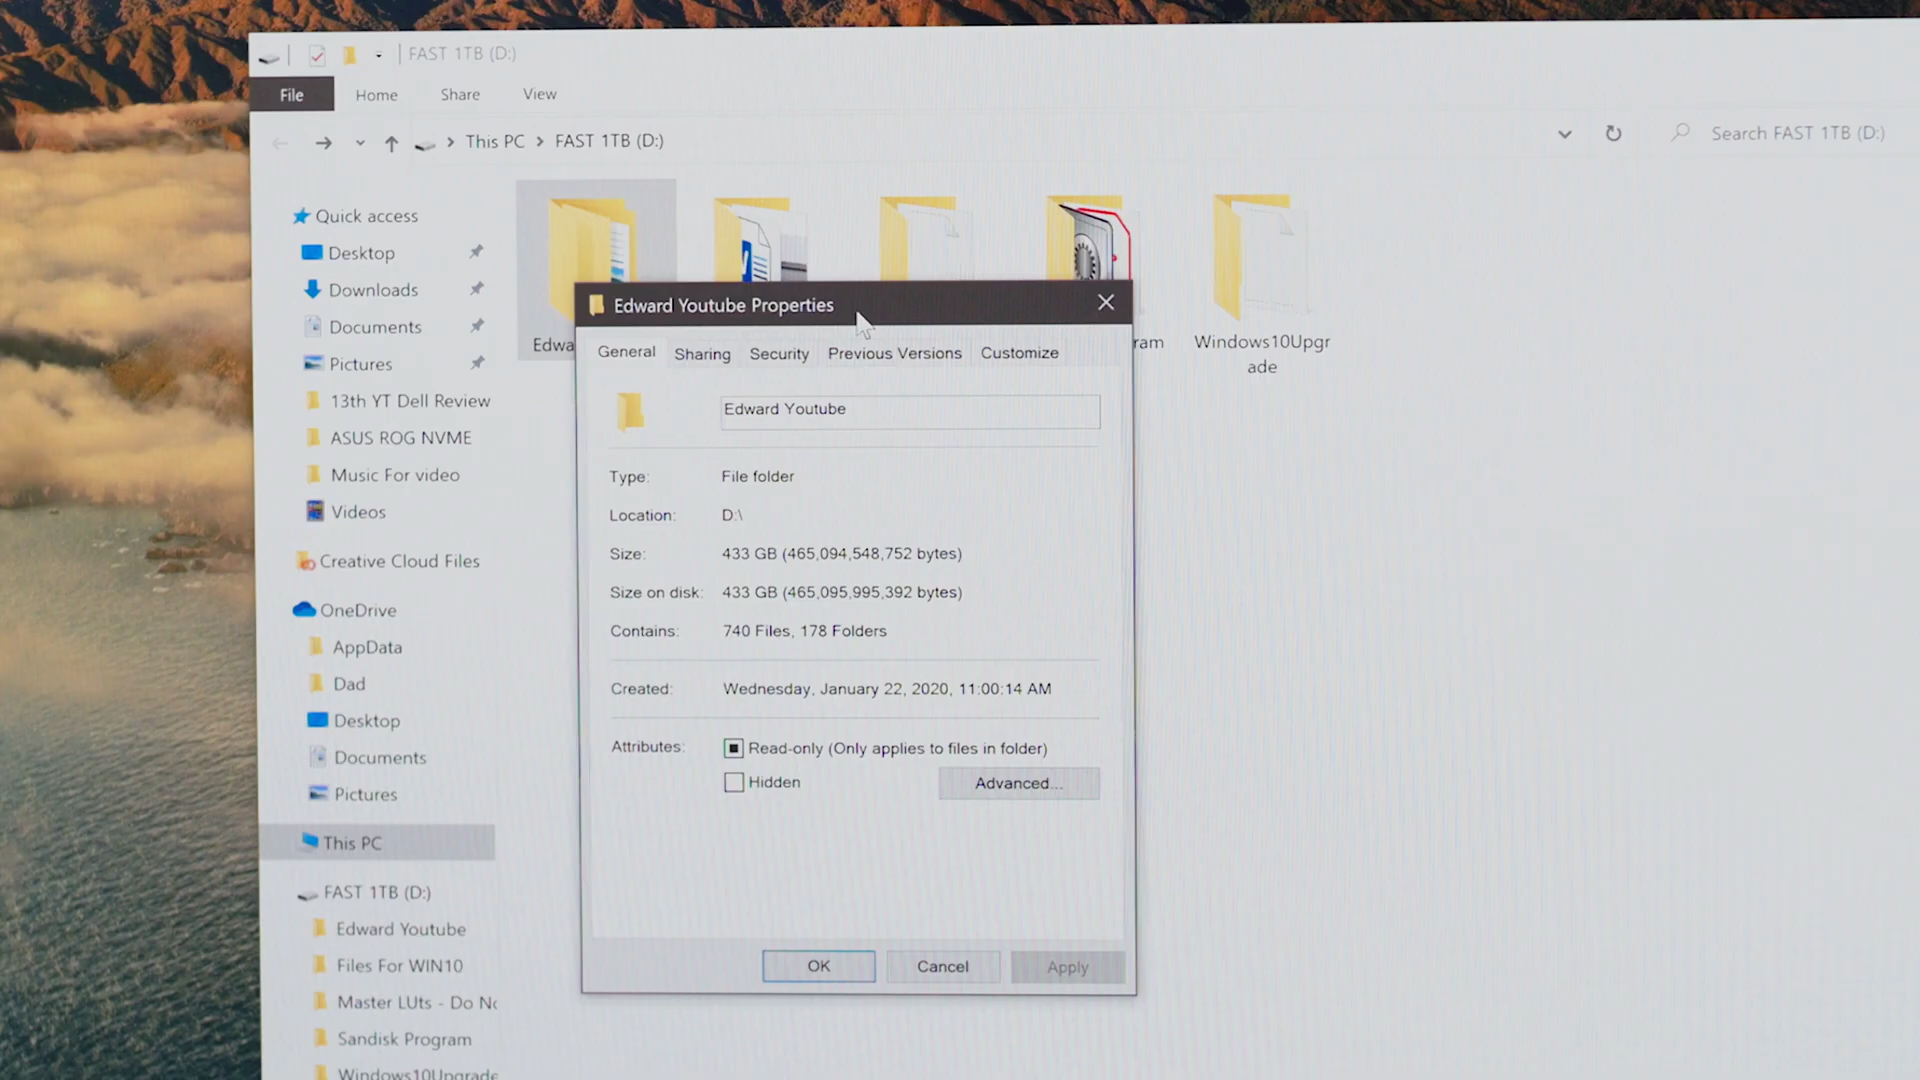 FAST 1TB (D:)
File Home Share View
This PC > FAST 1TB (D:)
Search FAST 1TB (D:)
Quick access
Desktop
Downloads
Documents
Pictures
13th YT Dell Review
ASUS ROG NVME
Music For video
Videos
Creative Cloud Files
OneDrive
AppData
Dad
Desktop
Documents
Pictures
This PC
FAST 1TB (D:)
Edward Youtube
Files For WIN10
Master LUts - Do No
Sandisk Program
Windows10Upgrade
Edwa
ram
Windows10Upgr
ade
Edward Youtube Properties
General Sharing Security Previous Versions Customize
Edward Youtube
Type: File folder
Location: D:\
Size: 433 GB (465,094,548,752 bytes)
Size on disk: 433 GB (465,095,995,392 bytes)
Contains: 740 Files, 178 Folders
Created: Wednesday, January 22, 2020, 11:00:14 AM
Attributes: Read-only (Only applies to files in folder)
Hidden
Advanced...
OK Cancel Apply